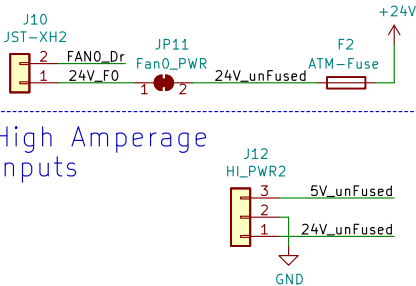 +24V
J10
JST-XH2
2 FAN0_Dr
1 24V_F0
JP11
Fan0_PWR
1 2
24V_unFused
F2
ATM-Fuse
High Amperage
nputs
J12
HI_PWR2
3 5V_unFused
2
1 24V_unFused
GND